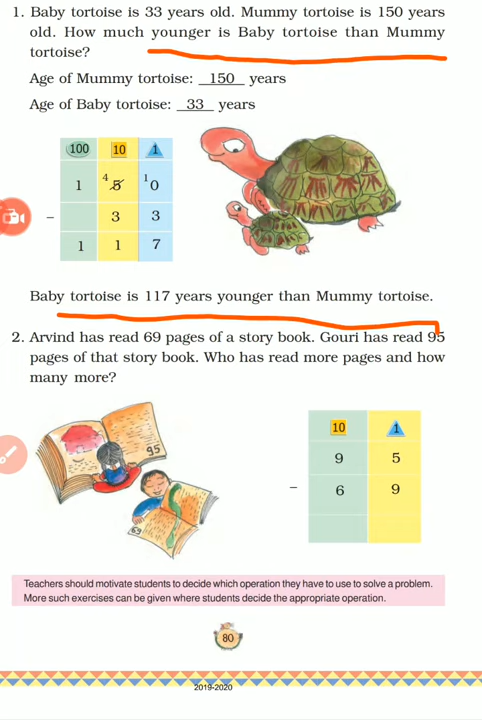 1. Baby tortoise is 33 years old. Mummy tortoise is 150 years
old. How much younger is Baby tortoise than Mummy
tortoise?
Age of Mummy tortoise: 150 years
Age of Baby tortoise: 33 years
100 10 1
1 4 5 1 0
– 3 3
1 1 7
Baby tortoise is 117 years younger than Mummy tortoise.
2. Arvind has read 69 pages of a story book. Gouri has read 95
pages of that story book. Who has read more pages and how
many more?
95
69
10 1
9 5
– 6 9
Teachers should motivate students to decide which operation they have to use to solve a problem.
More such exercises can be given where students decide the appropriate operation.
80
2019-2020